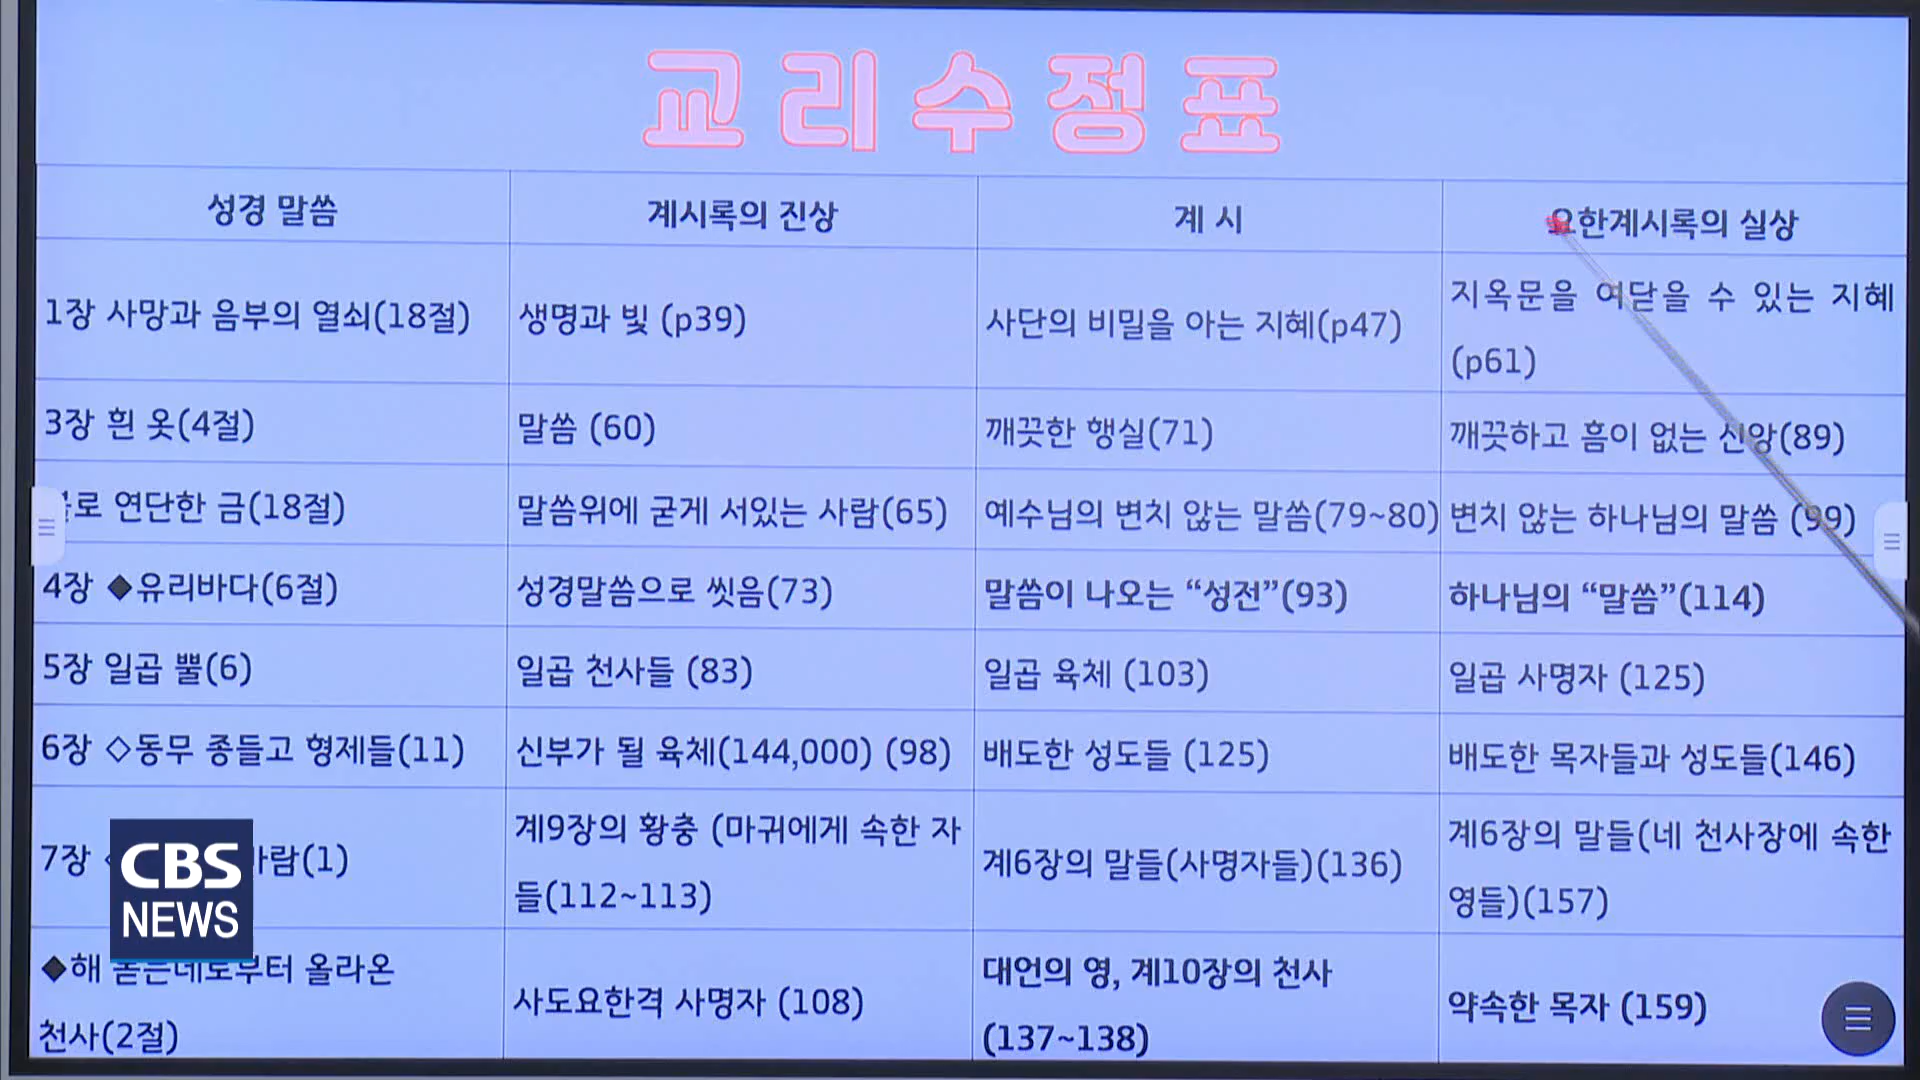 교리수정표
성경 말씀 계시록의 진상 계 시 요한계시록의 실상
1장 사망과 음부의 열쇠(18절) 생명과 빛 (p39) 사단의 비밀을 아는 지혜(p47) 지옥문을 여닫을 수 있는 지혜
(p61)
3장 흰 옷(4절) 말씀 (60) 깨끗한 행실(71) 깨끗하고 흠이 없는 신앙(89)
로 연단한 금(18절) 말씀위에 굳게 서있는 사람(65) 예수님의 변치 않는 말씀(79~80) 변치 않는 하나님의 말씀 (99)
4장 ◆유리바다(6절) 성경말씀으로 씻음(73) 말씀이 나오는 “성전”(93) 하나님의 “말씀”(114)
5장 일곱 뿔(6) 일곱 천사들 (83) 일곱 육체 (103) 일곱 사명자 (125)
6장 ◇동무 종들고 형제들(11) 신부가 될 육체(144,000) (98) 배도한 성도들 (125) 배도한 목자들과 성도들(146)
7장 람(1) 계9장의 황충 (마귀에게 속한 자
들(112~113) 계6장의 말들(사명자들)(136) 계6장의 말들(네 천사장에 속한
영들)(157)
◆해 돋는데로부터 올라온
천사(2절) 사도요한격 사명자 (108) 대언의 영, 계10장의 천사
(137~138) 약속한 목자 (159)
CBS
NEWS